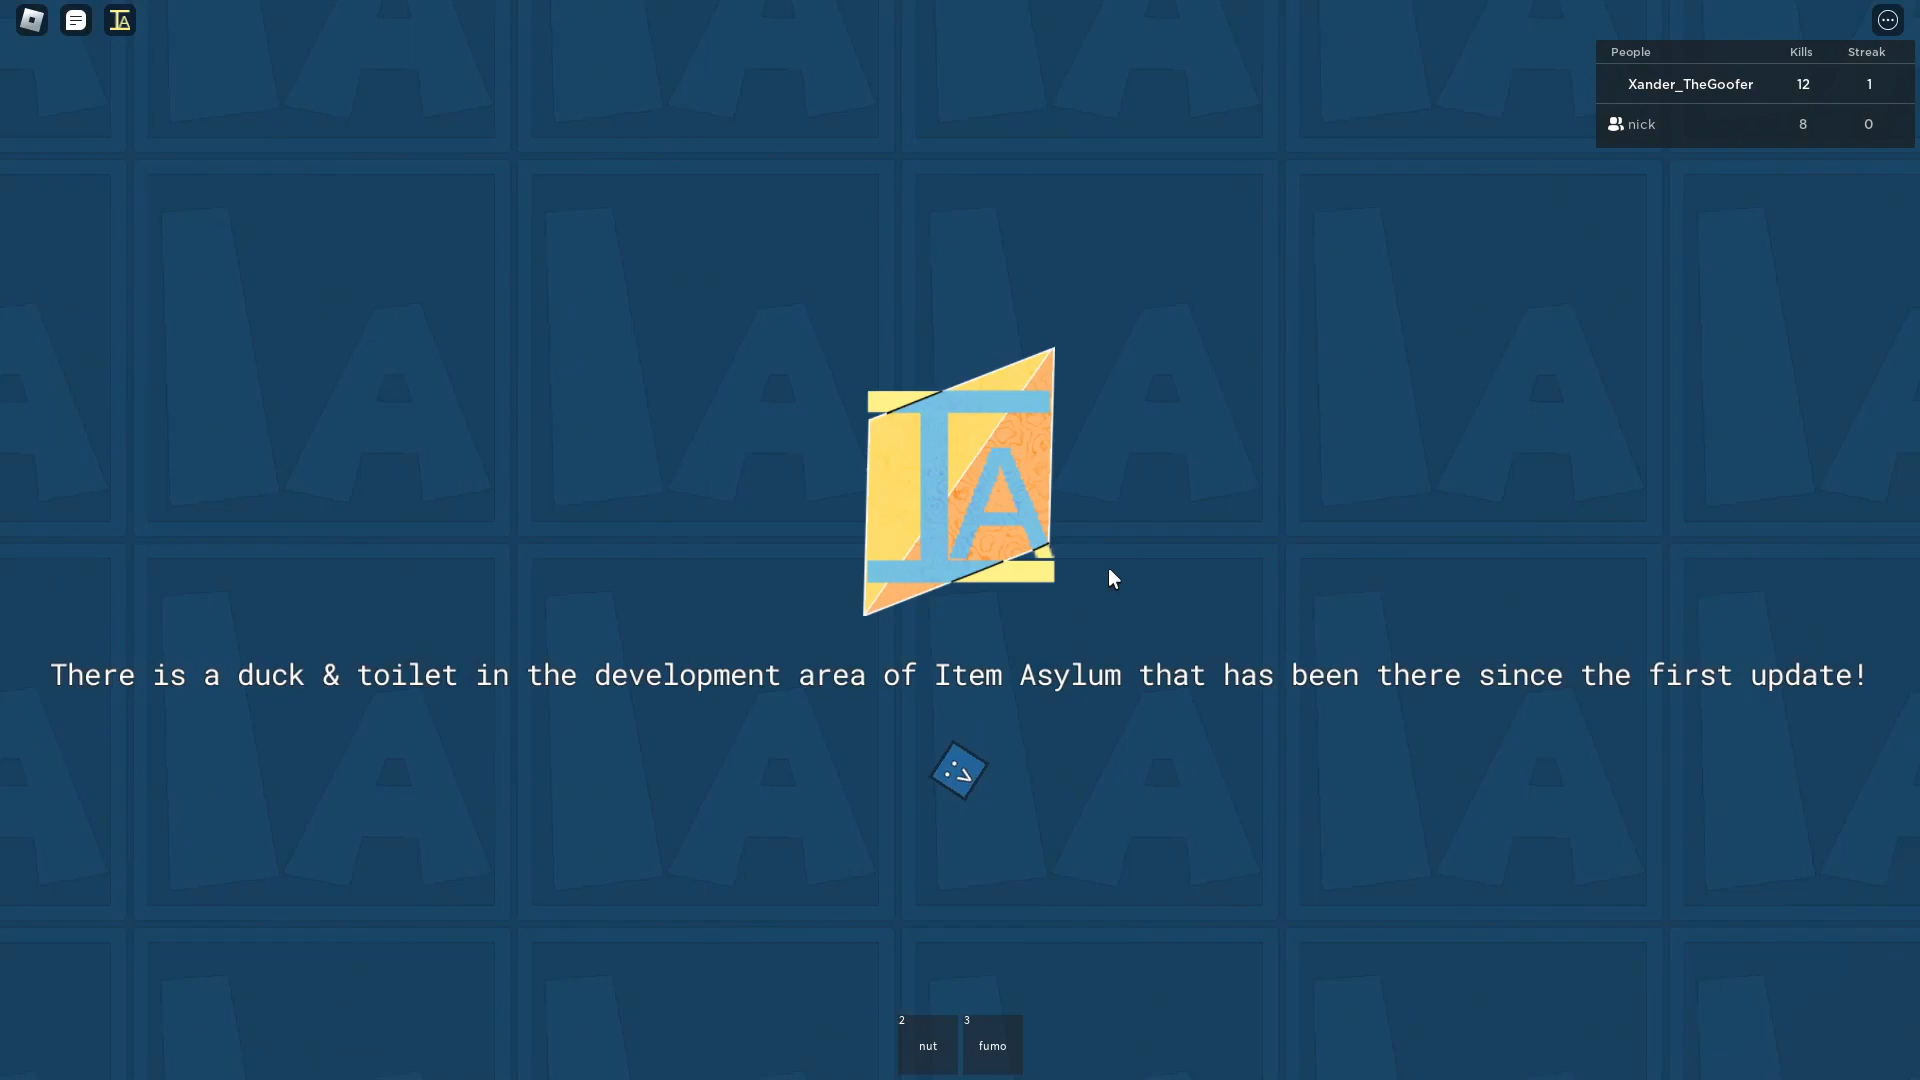 IA
People Kills Streak
Xander_TheGoofer 12 1
nick 8 0
IA
There is a duck & toilet in the development area of Item Asylum that has been there since the first update!
:v
2 3
nut fumo